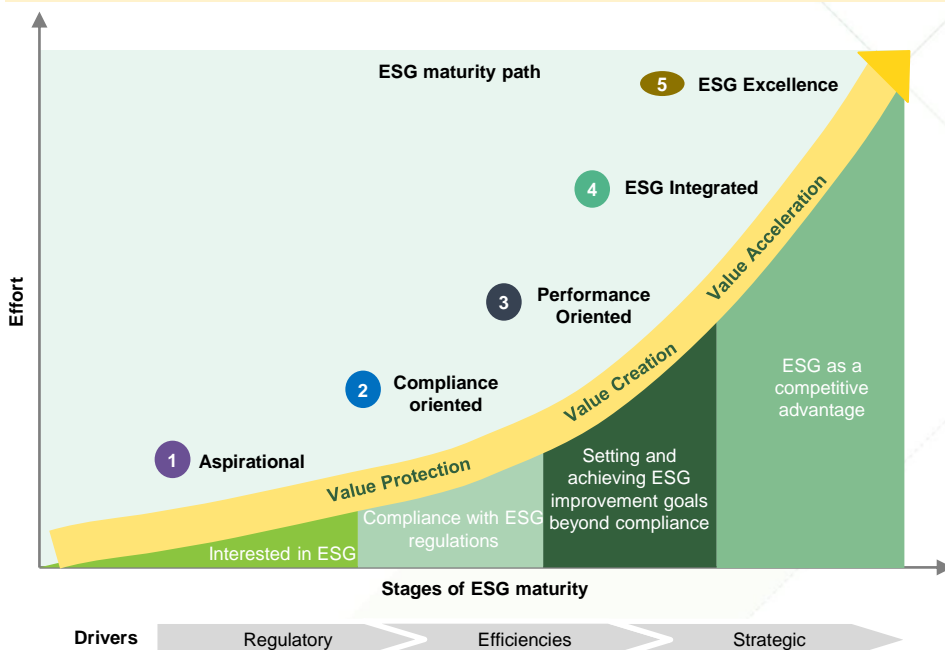 ESG maturity path
5
ESG Excellence
4
ESG Integrated
3
Performance
Oriented
2
Compliance
oriented
1
Aspirational
Value Protection
Value Creation
Value Acceleration
Interested in ESG
Compliance with ESG
regulations
Setting and
achieving ESG
improvement goals
beyond compliance
ESG as a
competitive
advantage
Effort
Stages of ESG maturity
Drivers
Regulatory
Efficiencies
Strategic